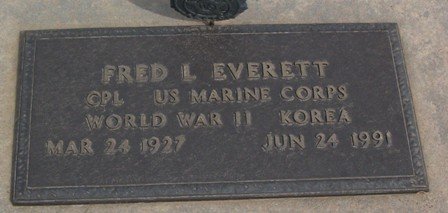 FRED L EVERETT
CPL US MARINE CORPS
WORLD WAR II KOREA
MAR 24 1927 JUN 24 1991